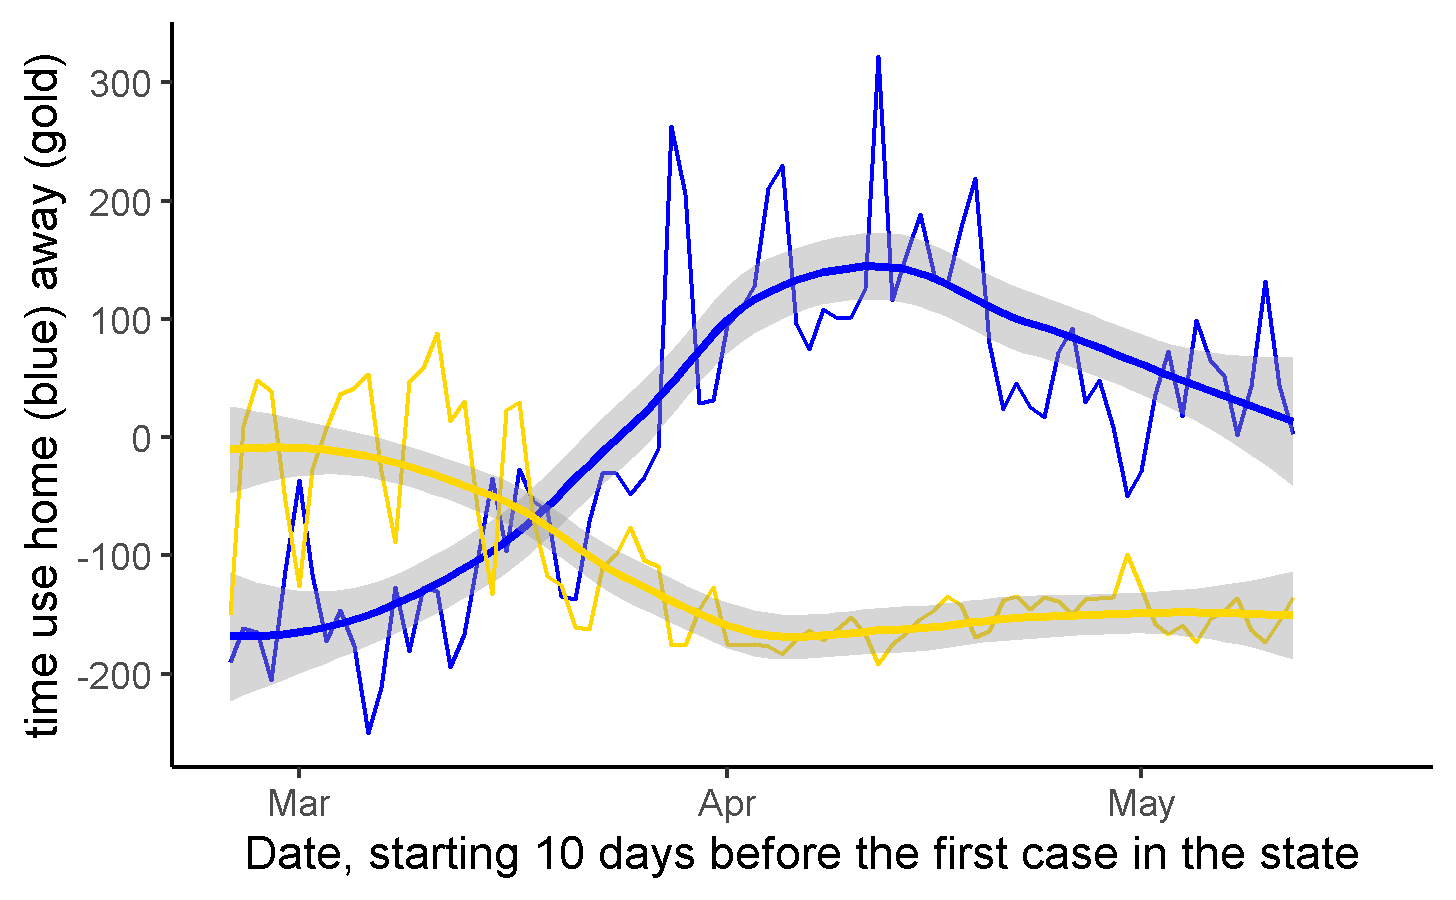 time use home (blue) away (gold)
300
200
100
0
-100
-200
Mar Apr May
Date, starting 10 days before the first case in the state